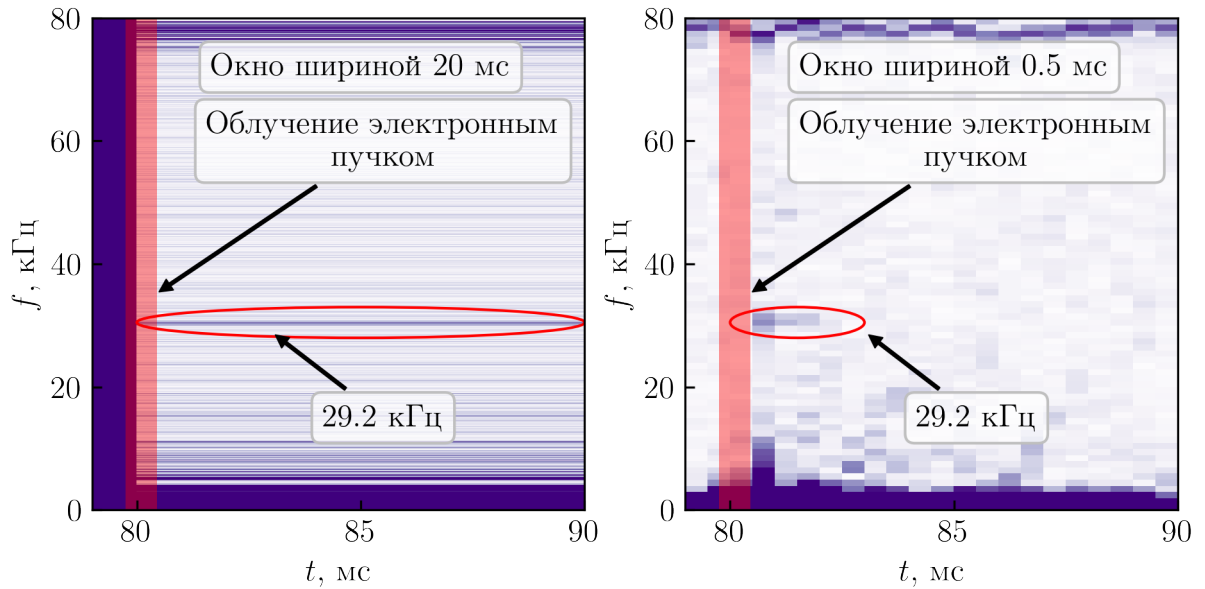 80
60
40
20
0
f, кГц
Окно шириной 20 мс
Облучение электронным
пучком
29.2 кГц
80
85
90
t, мс
80
60
40
20
0
f, кГц
Окно шириной 0.5 мс
Облучение электронным
пучком
29.2 кГц
80
85
90
t, мс